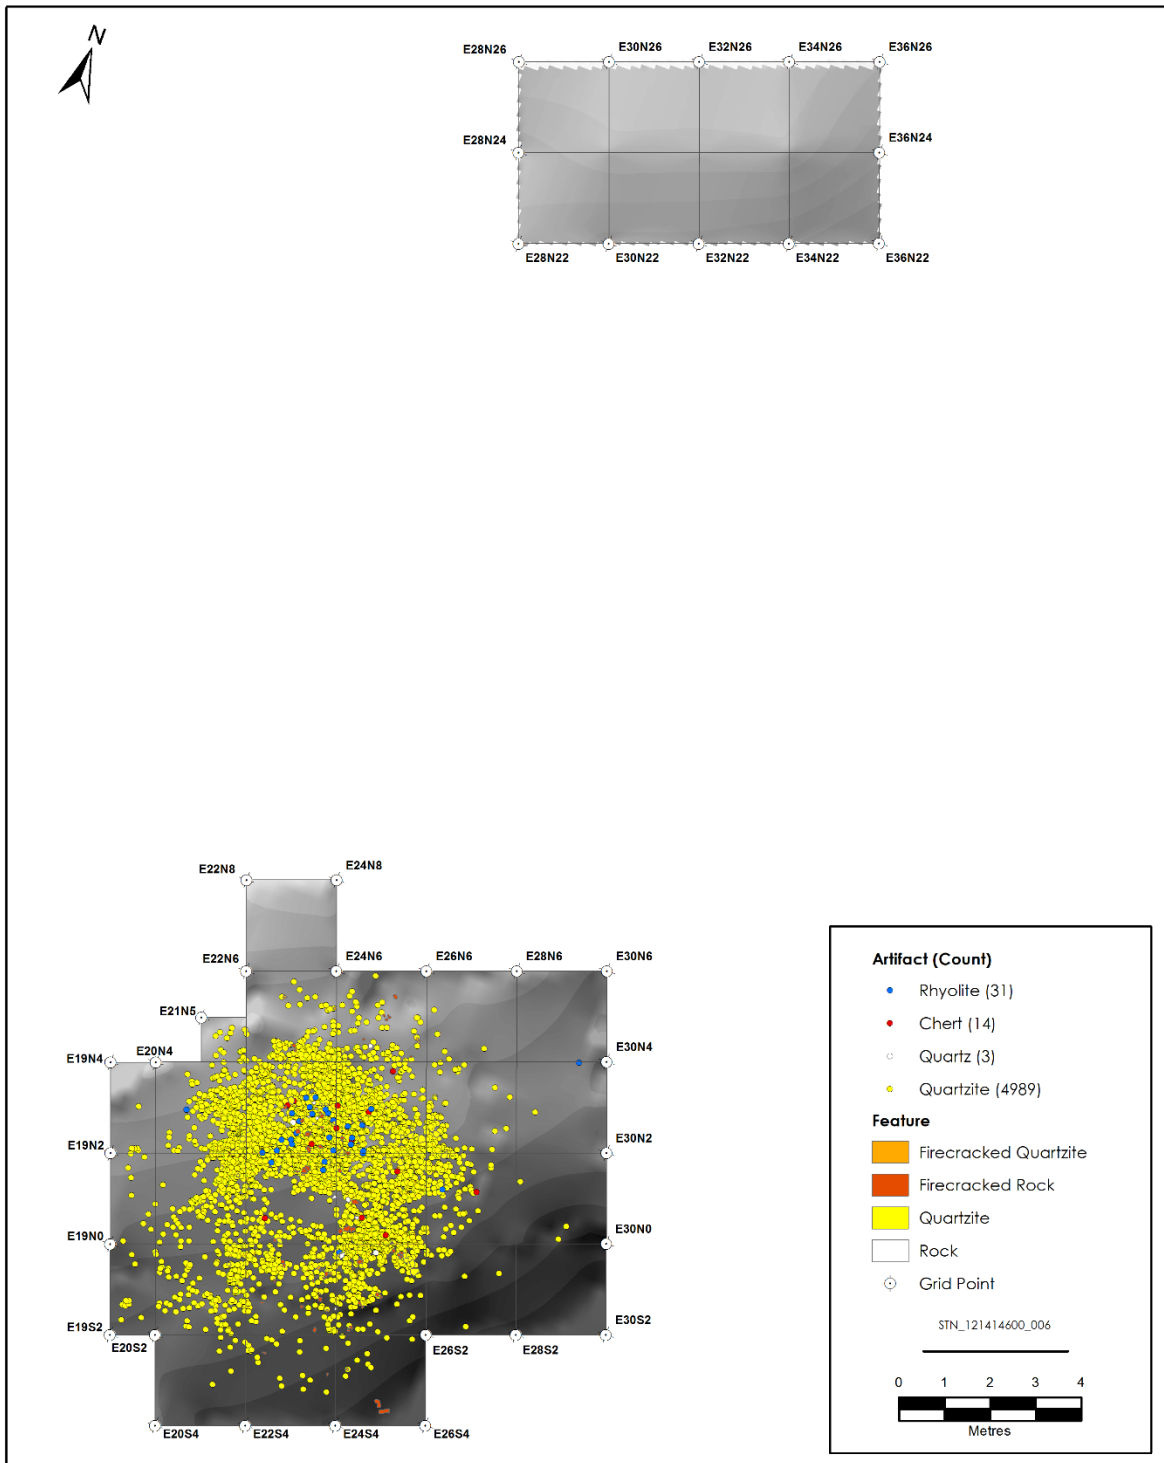 N
E28N26
E30N26
E32N26
E34N26
E36N26
E28N24
E36N24
E28N22
E30N22
E32N22
E34N22
E36N22
E22N8
E24N8
E22N6
E24N6
E26N6
E28N6
E30N6
E21N5
E19N4
E20N4
E30N4
E19N2
E30N2
E19N0
E30N0
E19S2
E20S2
E26S2
E28S2
E30S2
E20S4
E22S4
E24S4
E26S4
Artifact (Count)
Rhyolite (31)
Chert (14)
Quartz (3)
Quartzite (4989)
Feature
Firecracked Quartzite
Firecracked Rock
Quartzite
Rock
Grid Point
STN_121414600_006
0 1 2 3 4
Metres